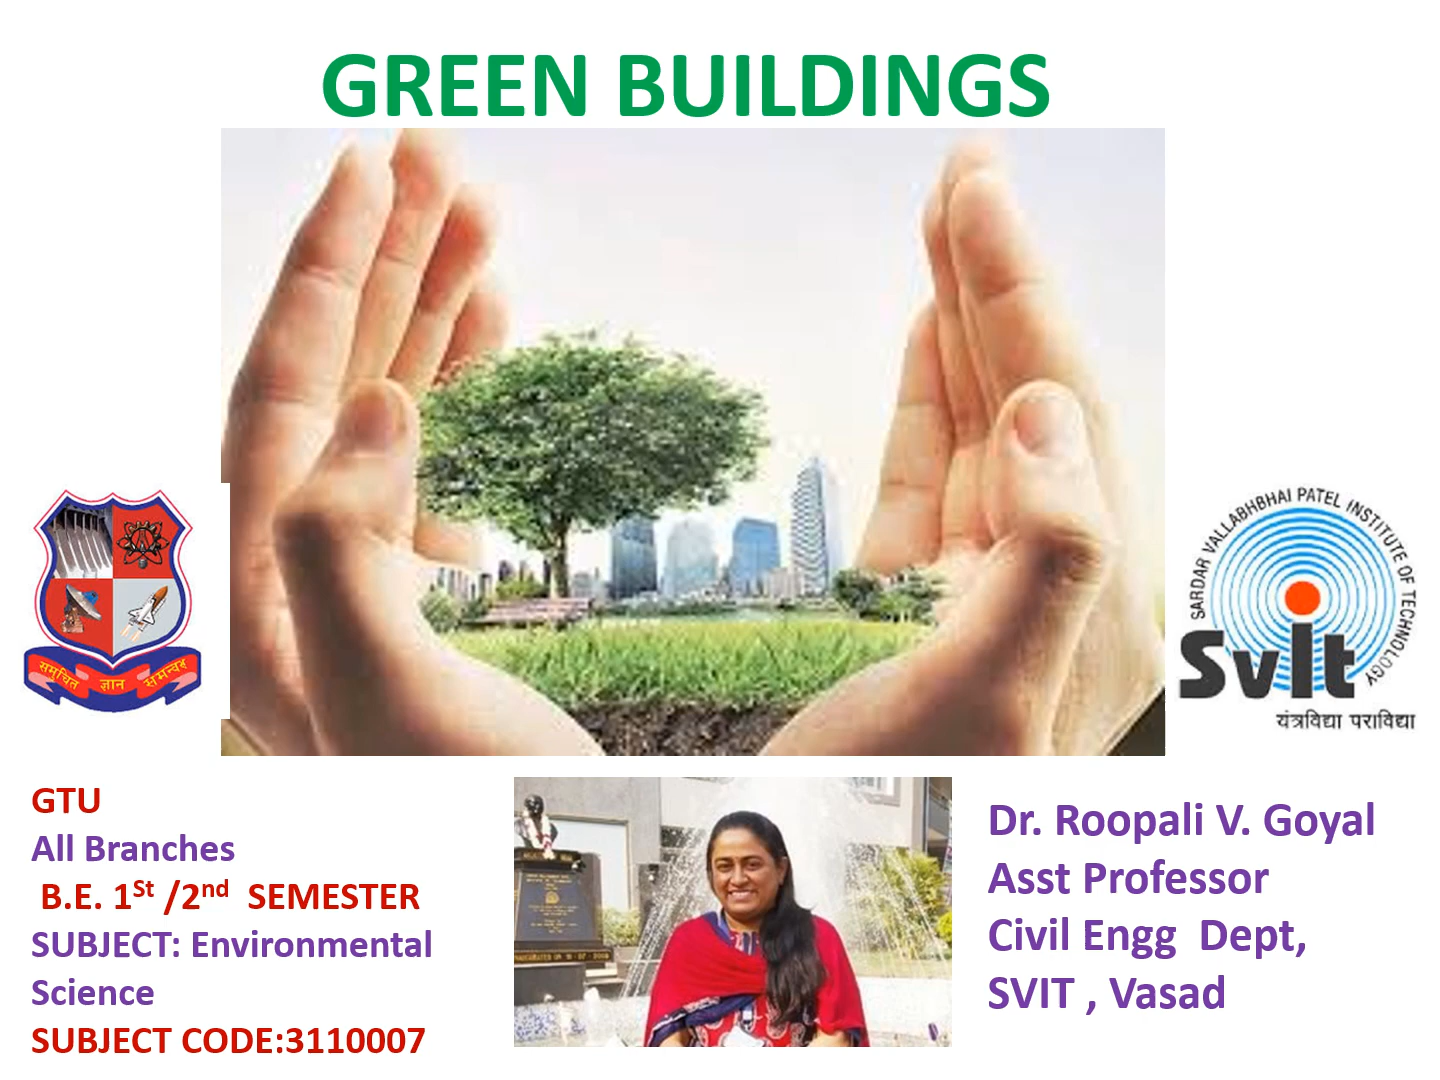 GREEN BUILDINGS
समुचित ज्ञान समन्वय
SARDAR VALLABHBHAI PATEL INSTITUTE OF TECHNOLOGY
SvIt
यंत्रविद्या पराविद्या
GTU
All Branches
B.E. 1St /2nd SEMESTER
SUBJECT: Environmental
Science
SUBJECT CODE:3110007
Dr. Roopali V. Goyal
Asst Professor
Civil Engg Dept,
SVIT , Vasad